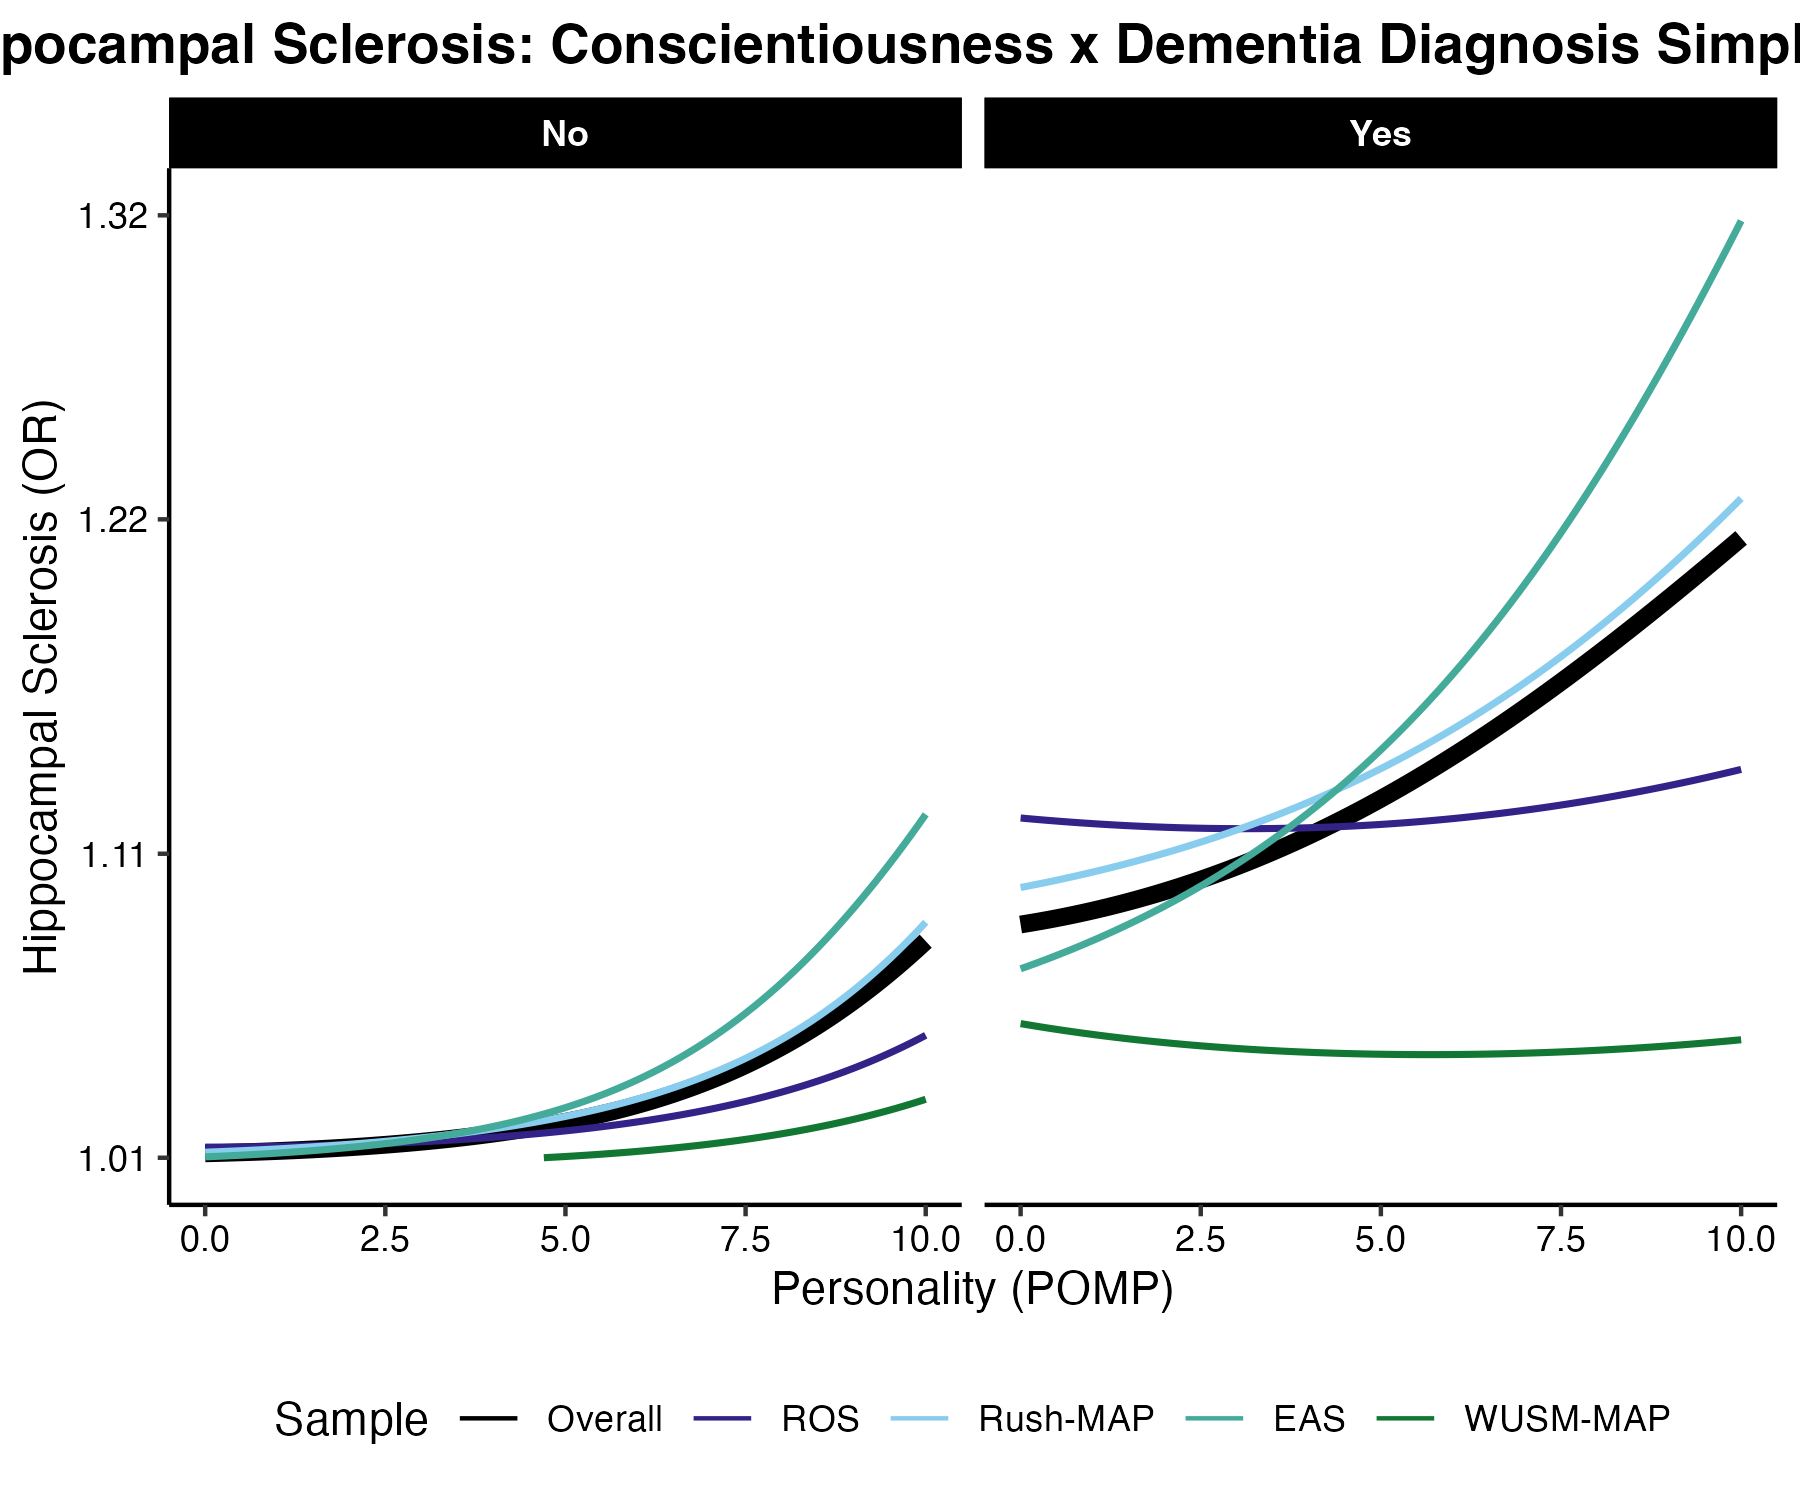 pocampal Sclerosis: Conscientiousness x Dementia Diagnosis Simpl
No
Yes
Hippocampal Sclerosis (OR)
1.32
1.22
1.11
1.01
0.0 2.5 5.0 7.5 10.0 0.0 2.5 5.0 7.5 10.0
Personality (POMP)
Sample Overall ROS Rush-MAP EAS WUSM-MAP